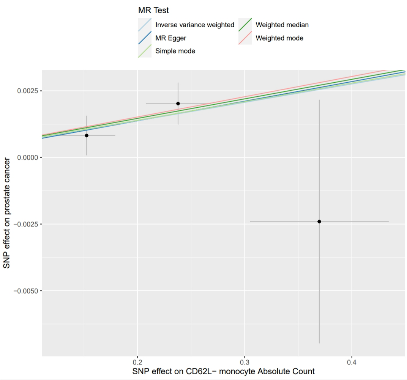 MR Test
Inverse variance weighted
Weighted median
MR Egger
Weighted mode
Simple mode
SNP effect on prostate cancer
0.0025
0.0000
−0.0025
−0.0050
0.2
0.3
0.4
SNP effect on CD62L− monocyte Absolute Count